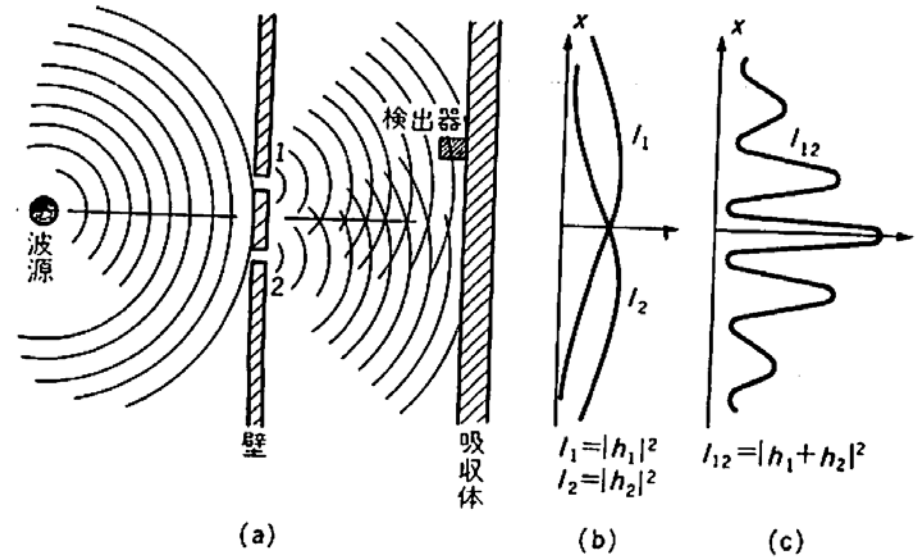 波源
1
2
壁
検出器
吸収体
(a)
x
I₁
I₂
I₁=|h₁|²
I₂=|h₂|²
(b)
x
I₁₂
I₁₂=|h₁+h₂|²
(c)